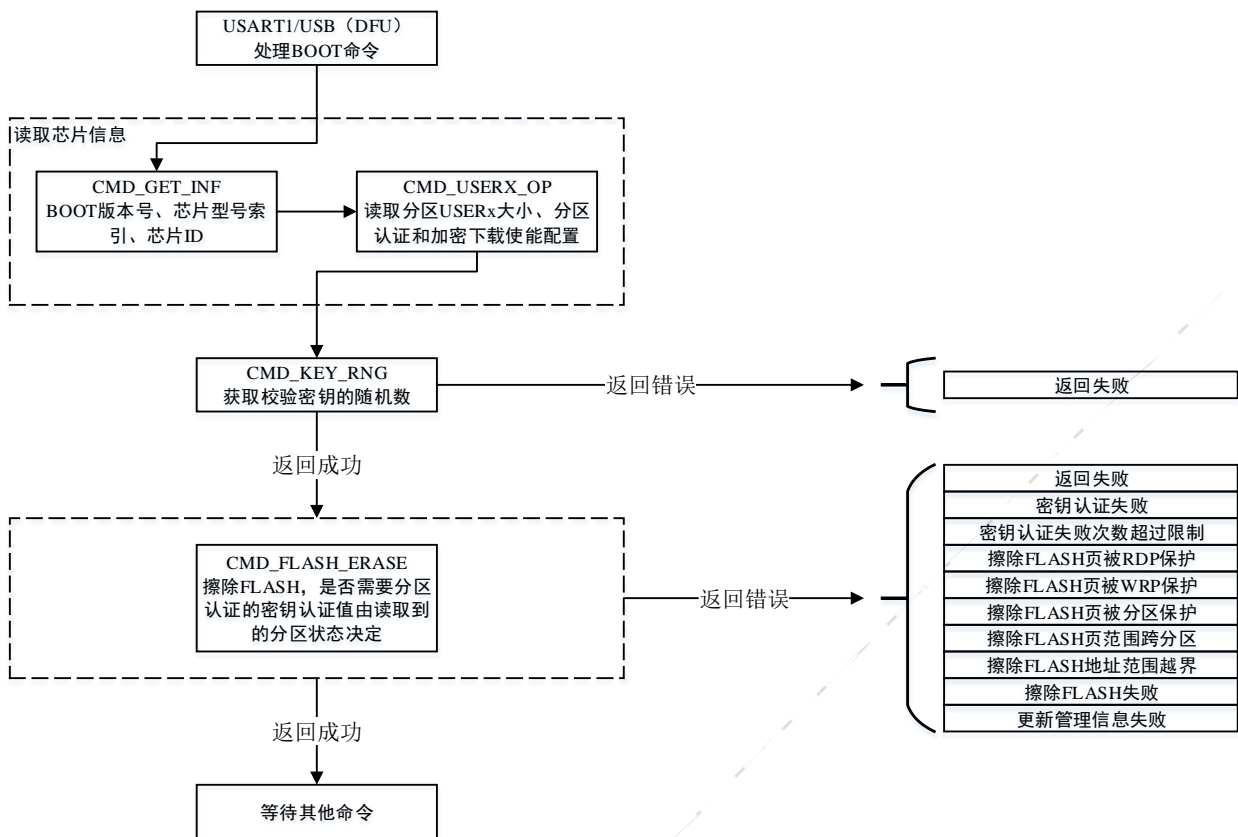 USART1/USB（DFU）
处理BOOT命令
读取芯片信息
CMD_GET_INF
BOOT版本号、芯片型号索
引、芯片ID
CMD_USERX_OP
读取分区USERx大小、分区
认证和加密下载使能配置
CMD_KEY_RNG
获取校验密钥的随机数
返回错误
返回失败
返回成功
CMD_FLASH_ERASE
擦除FLASH，是否需要分区
认证的密钥认证值由读取到
的分区状态决定
返回错误
返回失败
密钥认证失败
密钥认证失败次数超过限制
擦除FLASH页被RDP保护
擦除FLASH页被WRP保护
擦除FLASH页被分区保护
擦除FLASH页范围跨分区
擦除FLASH地址范围越界
擦除FLASH失败
更新管理信息失败
返回成功
等待其他命令